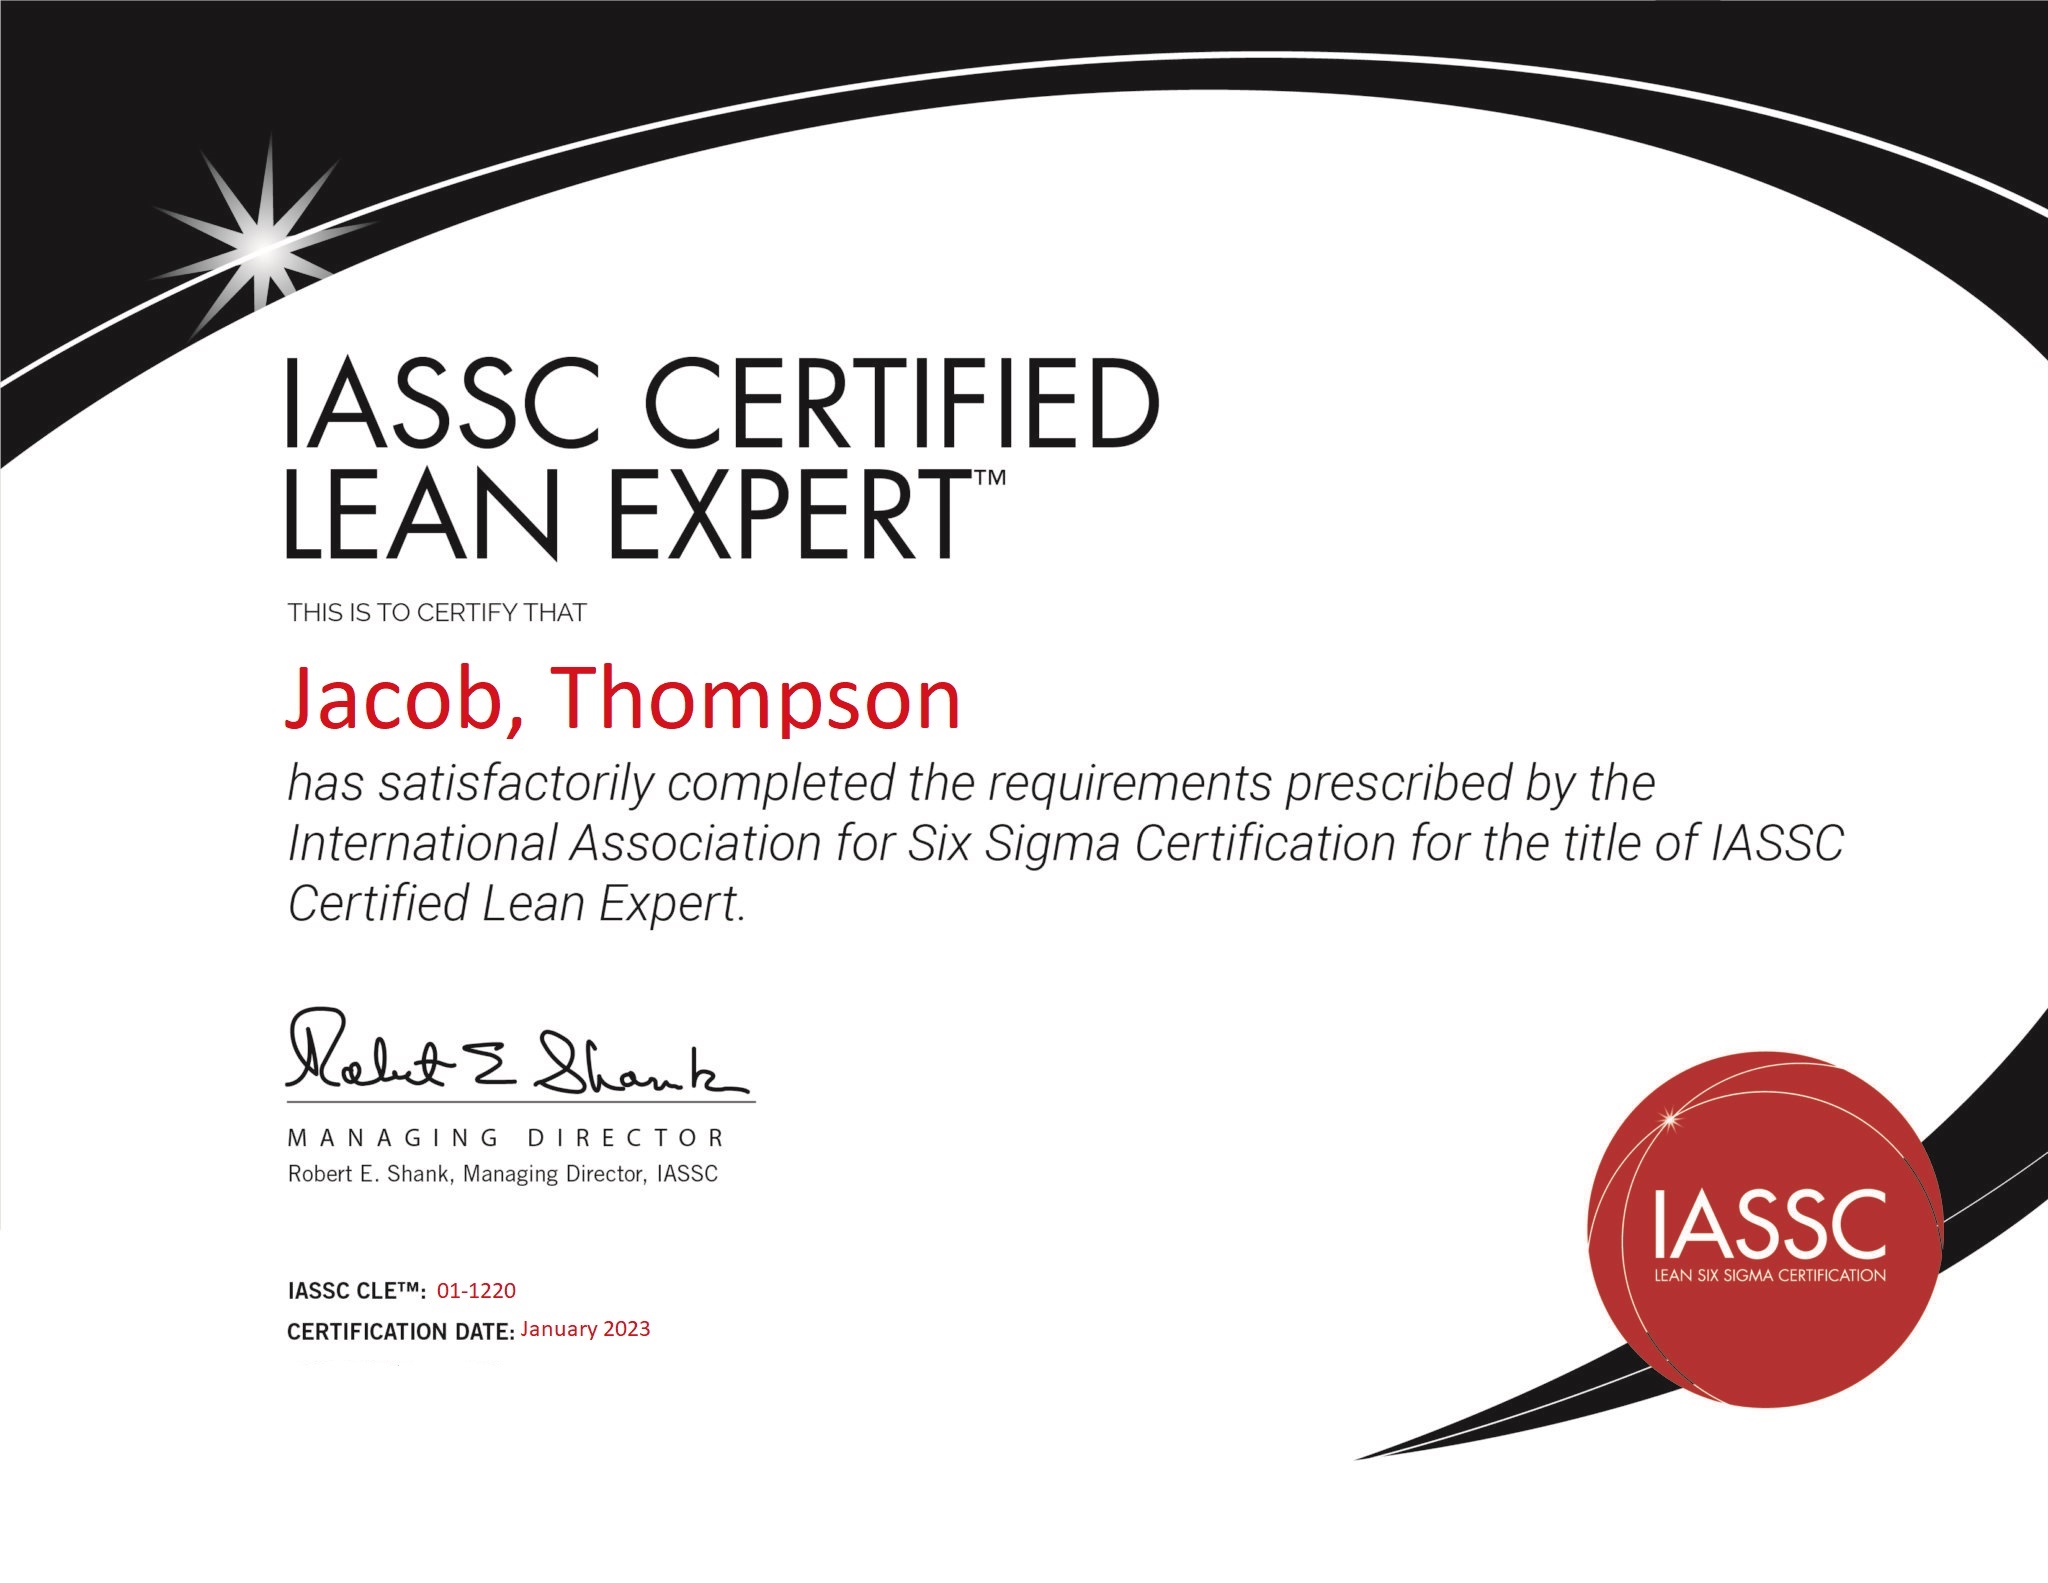 IASSC CERTIFIED
LEAN EXPERT™
THIS IS TO CERTIFY THAT
Jacob, Thompson
has satisfactorily completed the requirements prescribed by the
International Association for Six Sigma Certification for the title of IASSC
Certified Lean Expert.
Robert E Shank
MANAGING DIRECTOR
Robert E. Shank, Managing Director, IASSC
IASSC CLE™: 01-1220
CERTIFICATION DATE: January 2023
IASSC
LEAN SIX SIGMA CERTIFICATION